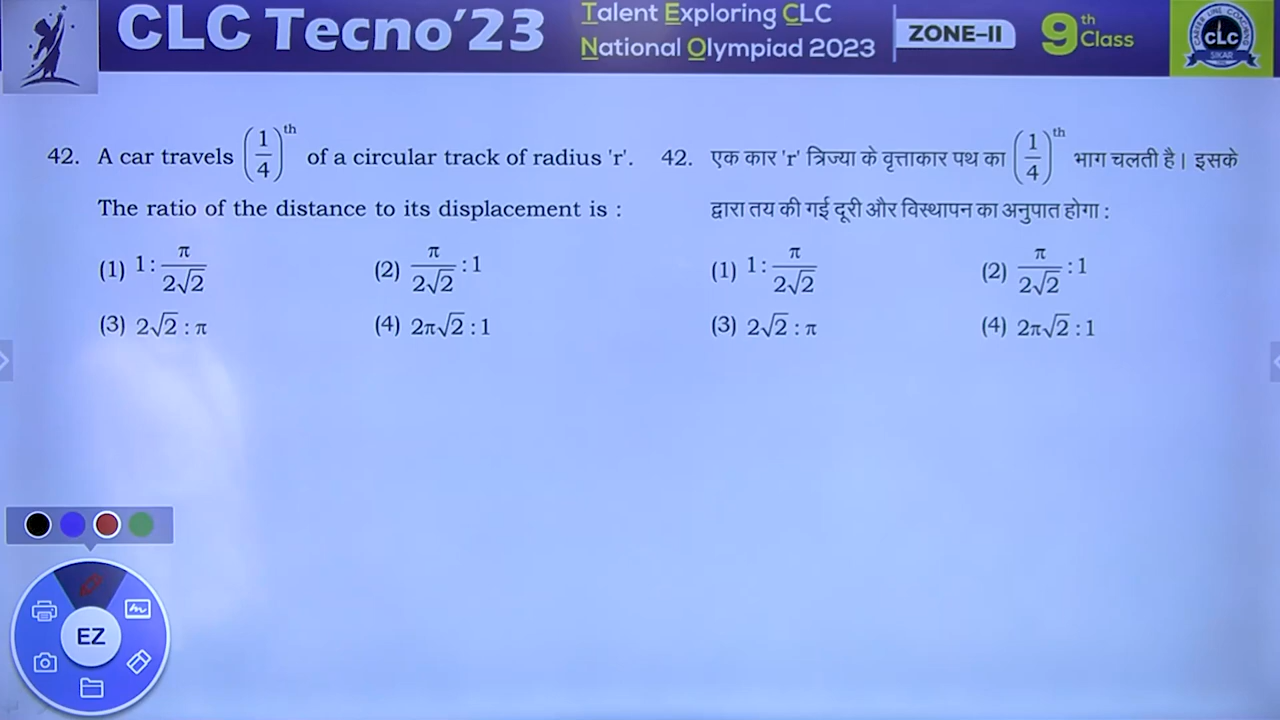 CLC Tecno'23
Talent Exploring CLC
National Olympiad 2023
ZONE-II
9th Class
CAREER LINE COACHING
CLC
SIKAR
42. A car travels (1/4)th of a circular track of radius 'r'.
The ratio of the distance to its displacement is :
(1) 1 : π/2√2 (2) π/2√2 : 1
(3) 2√2 : π (4) 2π√2 : 1
42. एक कार 'r' त्रिज्या के वृत्ताकार पथ का (1/4)th भाग चलती है। इसके
द्वारा तय की गई दूरी और विस्थापन का अनुपात होगा :
(1) 1 : π/2√2 (2) π/2√2 : 1
(3) 2√2 : π (4) 2π√2 : 1
EZ